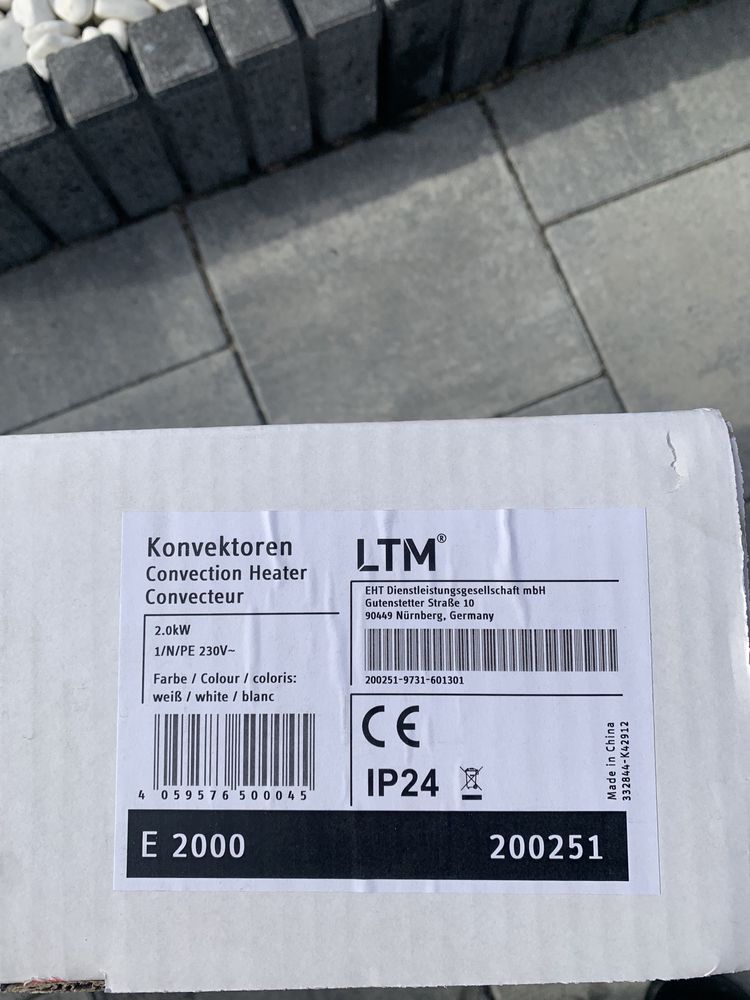 Konvektoren
Convection Heater
Convecteur
2.0kW
1/N/PE 230V~
Farbe / Colour / coloris:
weiß / white / blanc
4 059576 500045
LTM®
EHT Dienstleistungsgesellschaft mbH
Gutenstetter Straße 10
90449 Nürnberg, Germany
200251-9731-601301
CE
IP24
Made in China
332844-K42912
E 2000
200251